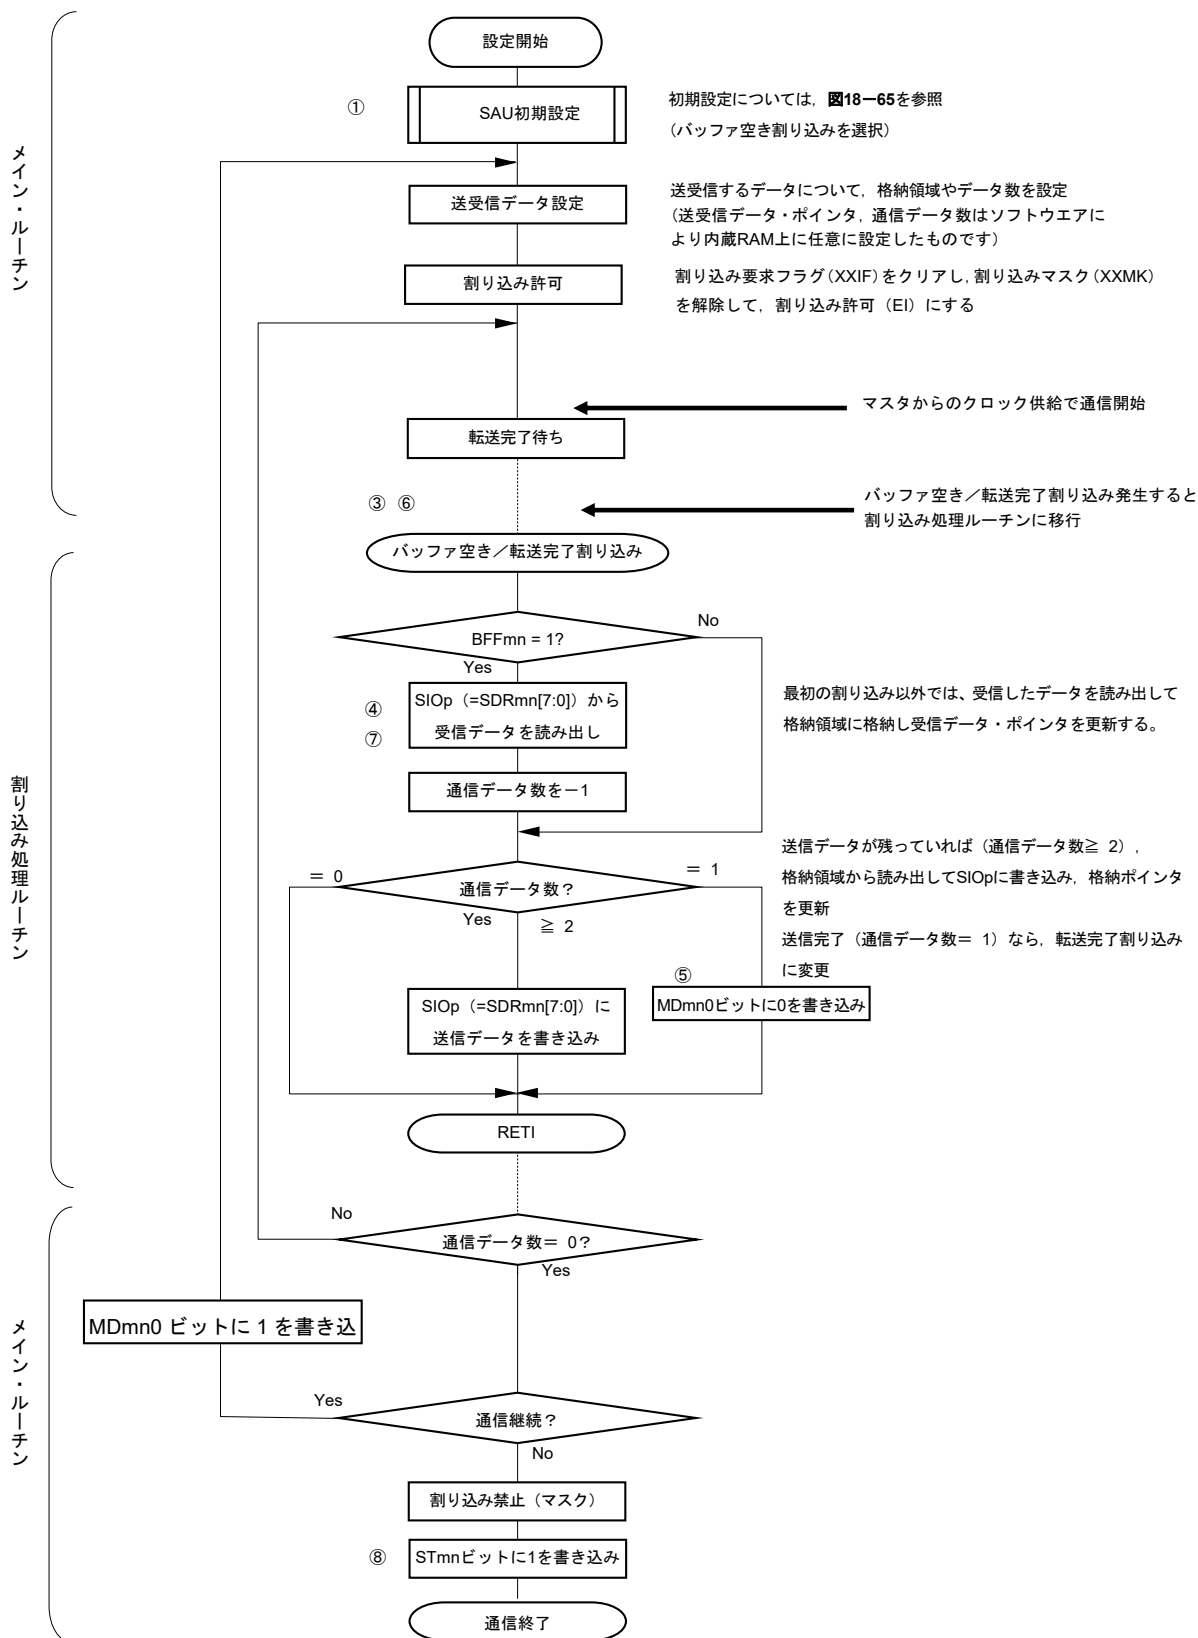 設定開始
①
SAU初期設定
初期設定については，図18－65を参照
（バッファ空き割り込みを選択）
メイン・ルーチン
送受信データ設定
送受信するデータについて，格納領域やデータ数を設定
（送受信データ・ポインタ，通信データ数はソフトウエアに
より内蔵RAM上に任意に設定したものです）
割り込み許可
割り込み要求フラグ（XXIF）をクリアし，割り込みマスク（XXMK）
を解除して，割り込み許可（EI）にする
マスタからのクロック供給で通信開始
転送完了待ち
③ ⑥
バッファ空き／転送完了割り込み発生すると
割り込み処理ルーチンに移行
バッファ空き／転送完了割り込み
割り込み処理ルーチン
BFFmn = 1?
No
Yes
④
⑦
SIOp（=SDRmn[7:0]）から
受信データを読み出し
最初の割り込み以外では、受信したデータを読み出して
格納領域に格納し受信データ・ポインタを更新する。
通信データ数を－1
＝ 0
通信データ数？
＝ 1
Yes
≧ 2
送信データが残っていれば（通信データ数≧ 2），
格納領域から読み出してSIOpに書き込み，格納ポインタ
を更新
送信完了（通信データ数＝ 1）なら，転送完了割り込み
に変更
⑤
MDmn0ビットに0を書き込み
SIOp（=SDRmn[7:0]）に
送信データを書き込み
RETI
No
通信データ数＝ 0？
Yes
メイン・ルーチン
MDmn0 ビットに 1 を書き込
Yes
通信継続？
No
割り込み禁止（マスク）
⑧
STmnビットに1を書き込み
通信終了